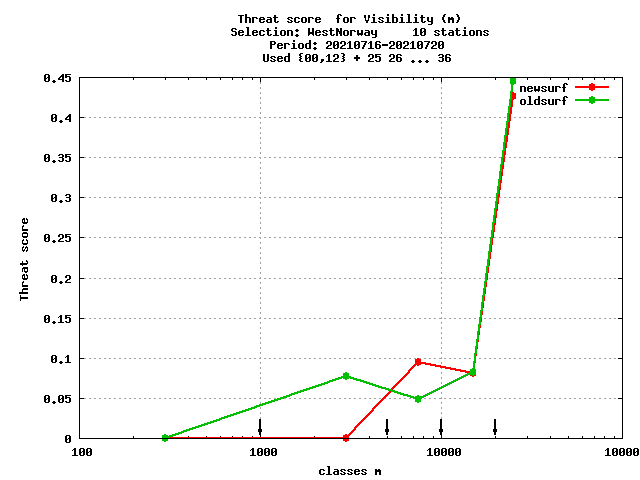 Threat score  for Visibility (m)
Selection: WestNorway     10 stations
Period: 20210716-20210720
Used {00,12} + 25 26 ... 36
newsurf
oldsurf
0.45
0.4
0.35
0.3
0.25
0.2
0.15
0.1
0.05
0
Threat score
100
1000
10000
10000
classes m